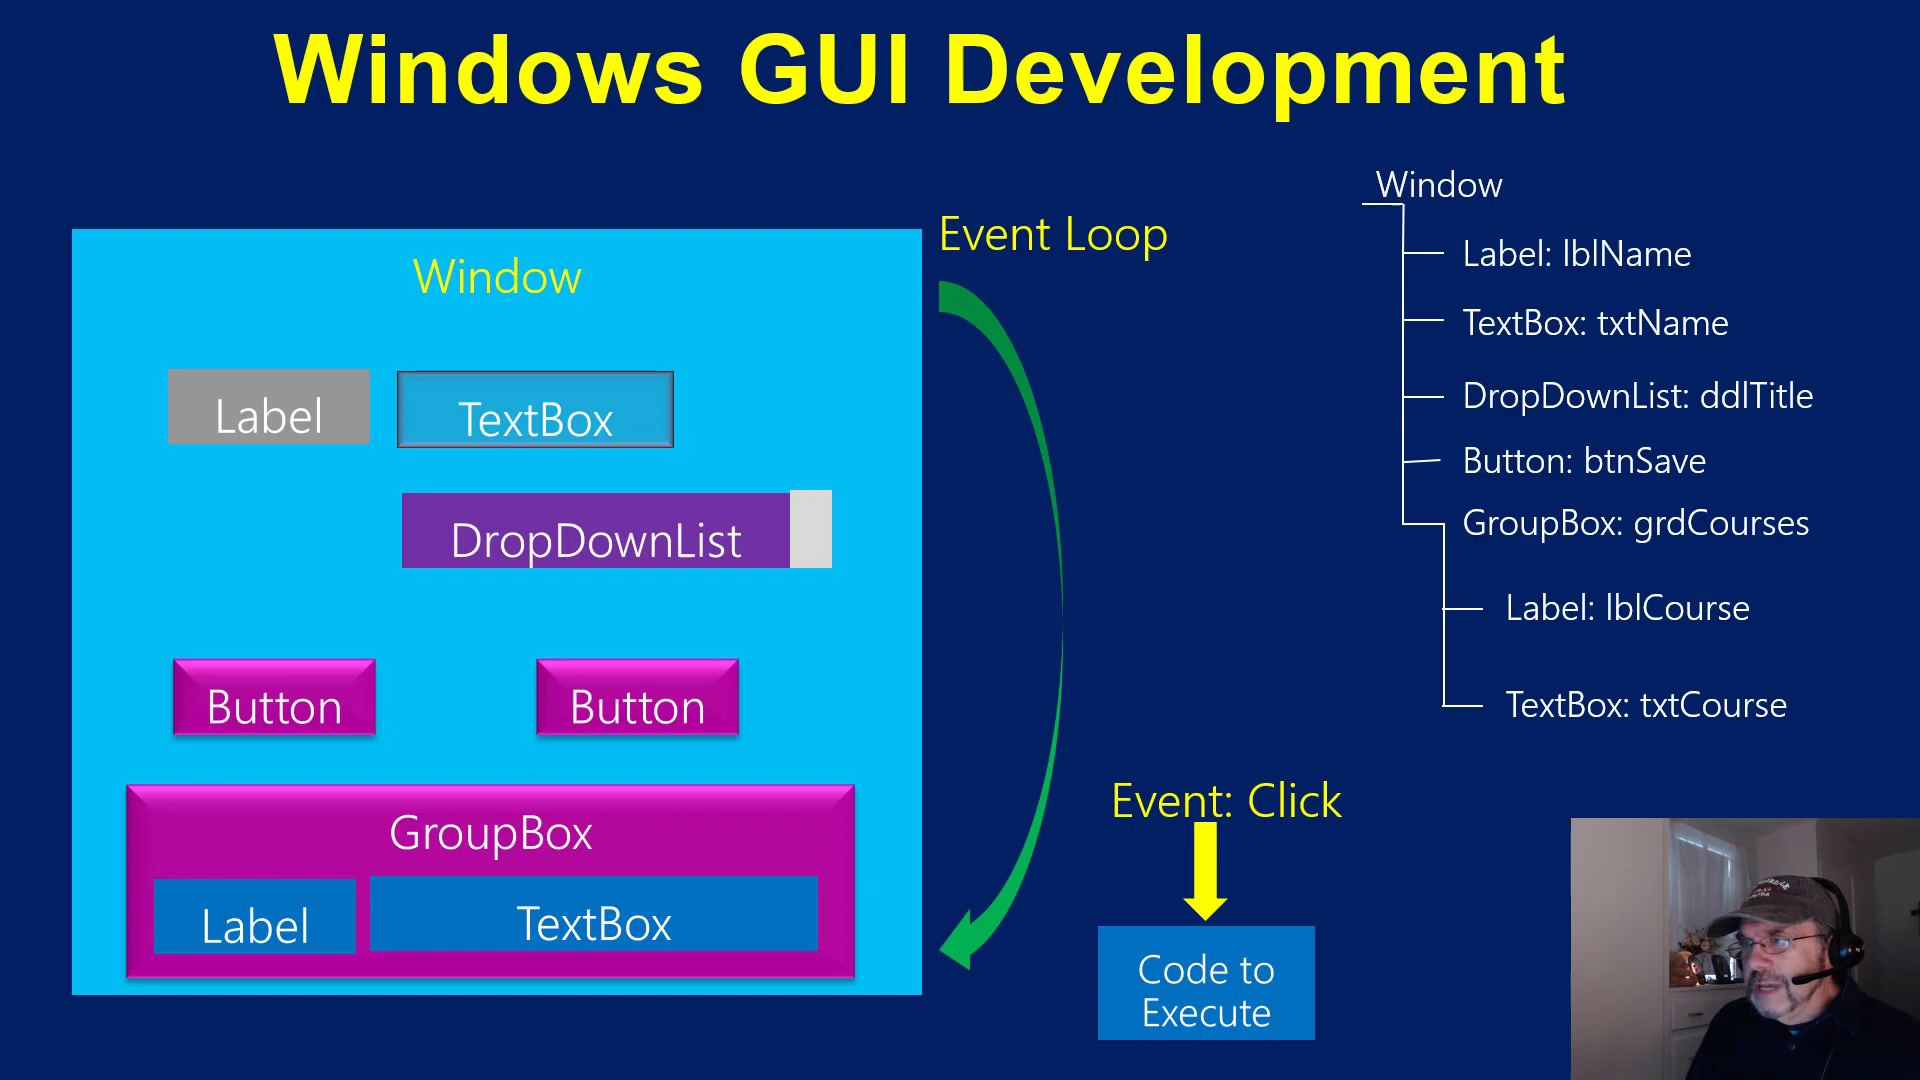 Windows GUI Development
Window
Label
TextBox
DropDownList
Button
Button
GroupBox
Label
TextBox
Event Loop
Event: Click
Code to
Execute
Window
Label: lblName
TextBox: txtName
DropDownList: ddlTitle
Button: btnSave
GroupBox: grdCourses
Label: lblCourse
TextBox: txtCourse